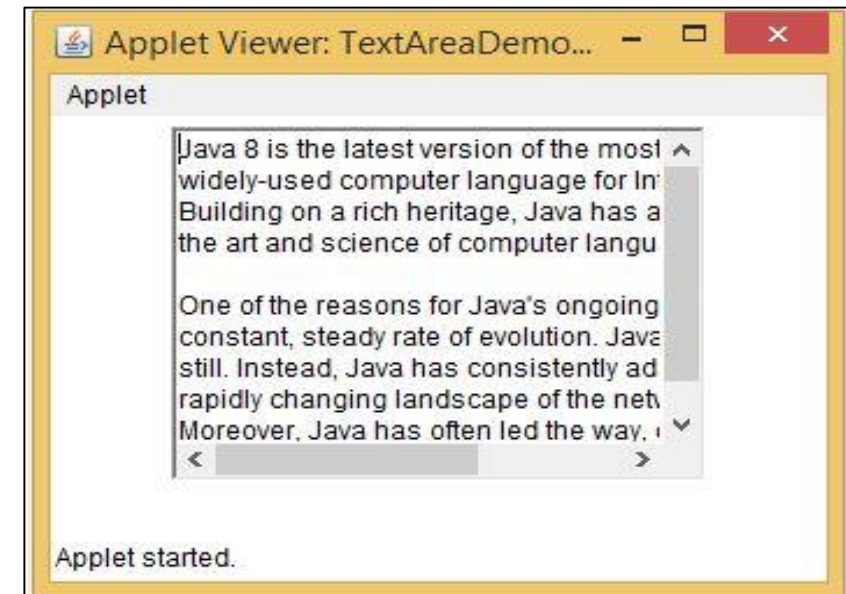 Applet Viewer: TextAreaDemo...
Applet
Java 8 is the latest version of the most
widely-used computer language for
Building on a rich heritage, Java has a
the art and science of computer langu
One of the reasons for Java's ongoing
constant, steady rate of evolution. Java
still. Instead, Java has consistently ad
rapidly changing landscape of the
Moreover, Java has often led the way,
Applet started.